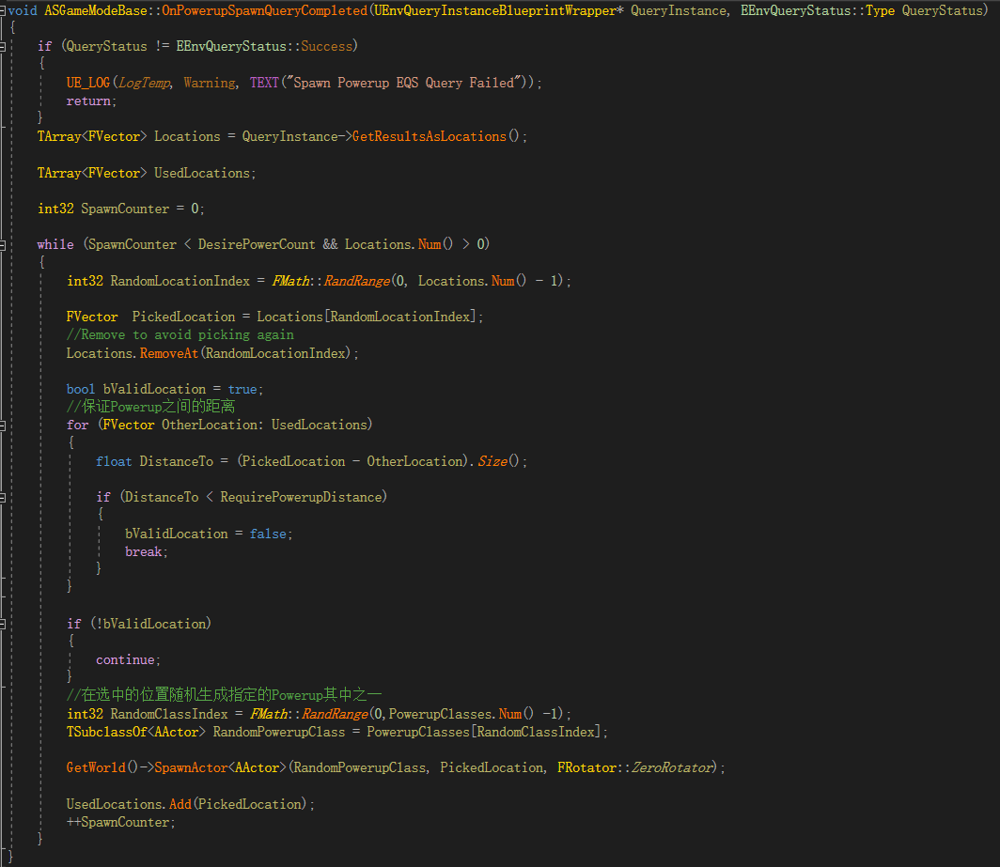 void ASGameModeBase::OnPowerupSpawnQueryCompleted(UEnvQueryInstanceBlueprintWrapper* QueryInstance, EEnvQueryStatus::Type QueryStatus)
{
if (QueryStatus != EEnvQueryStatus::Success)
{
UE_LOG(LogTemp, Warning, TEXT("Spawn Powerup EQS Query Failed"));
return;
}
TArray<FVector> Locations = QueryInstance->GetResultsAsLocations();
TArray<FVector> UsedLocations;
int32 SpawnCounter = 0;
while (SpawnCounter < DesirePowerCount && Locations.Num() > 0)
{
int32 RandomLocationIndex = FMath::RandRange(0, Locations.Num() - 1);
FVector  PickedLocation = Locations[RandomLocationIndex];
//Remove to avoid picking again
Locations.RemoveAt(RandomLocationIndex);
bool bValidLocation = true;
//保证Powerup之间的距离
for (FVector OtherLocation: UsedLocations)
{
float DistanceTo = (PickedLocation - OtherLocation).Size();
if (DistanceTo < RequirePowerupDistance)
{
bValidLocation = false;
break;
}
}
if (!bValidLocation)
{
continue;
}
//在选中的位置随机生成指定的Powerup其中之一
int32 RandomClassIndex = FMath::RandRange(0,PowerupClasses.Num() -1);
TSubclassOf<AActor> RandomPowerupClass = PowerupClasses[RandomClassIndex];
GetWorld()->SpawnActor<AActor>(RandomPowerupClass, PickedLocation, FRotator::ZeroRotator);
UsedLocations.Add(PickedLocation);
++SpawnCounter;
}
}